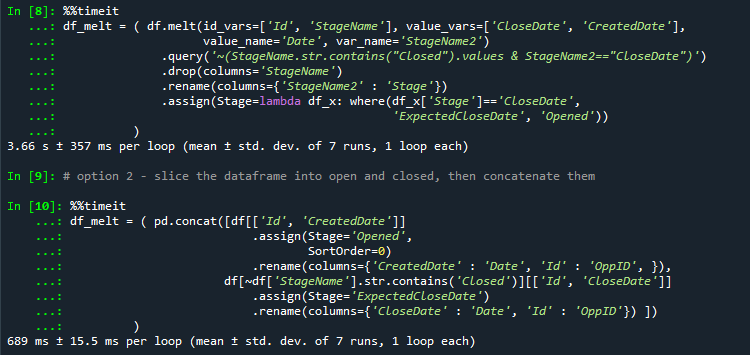 In [8]: %%timeit
   ...: df_melt = ( df.melt(id_vars=['Id', 'StageName'], value_vars=['CloseDate', 'CreatedDate'],
   ...:                     value_name='Date', var_name='StageName2')
   ...:               .query('~(StageName.str.contains("Closed").values & StageName2=="CloseDate")')
   ...:               .drop(columns='StageName')
   ...:               .rename(columns={'StageName2' : 'Stage'})
   ...:               .assign(Stage=lambda df_x: where(df_x['Stage']=='CloseDate',
   ...:                                                'ExpectedCloseDate', 'Opened'))
   ...:           )
3.66 s ± 357 ms per loop (mean ± std. dev. of 7 runs, 1 loop each)
In [9]: # option 2 - slice the dataframe into open and closed, then concatenate them
In [10]: %%timeit
    ...: df_melt = ( pd.concat([df[['Id', 'CreatedDate']]
    ...:                            .assign(Stage='Opened',
    ...:                                    SortOrder=0)
    ...:                            .rename(columns={'CreatedDate' : 'Date', 'Id' : 'OppID', }),
    ...:                        df[~df['StageName'].str.contains('Closed')][['Id', 'CloseDate']]
    ...:                            .assign(Stage='ExpectedCloseDate')
    ...:                            .rename(columns={'CloseDate' : 'Date', 'Id' : 'OppID'}) ])
    ...:           )
689 ms ± 15.5 ms per loop (mean ± std. dev. of 7 runs, 1 loop each)